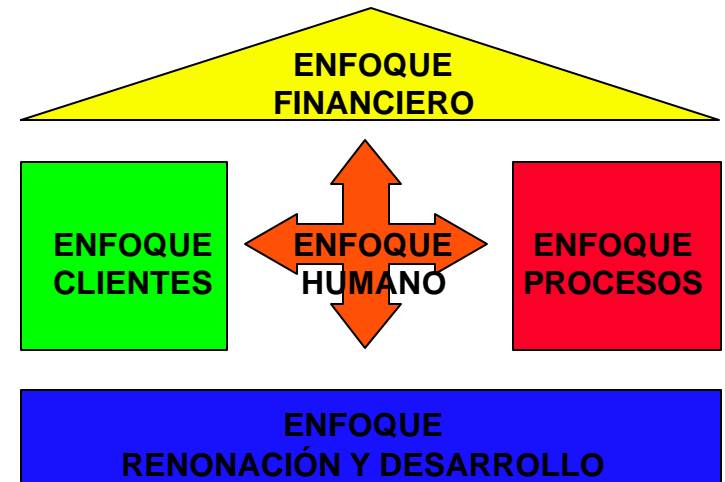 ENFOQUE
FINANCIERO
ENFOQUE
CLIENTES
ENFOQUE
HUMANO
ENFOQUE
PROCESOS
ENFOQUE
RENONACIÓN Y DESARROLLO